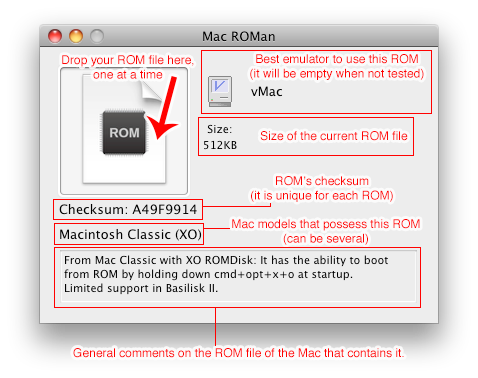 Mac ROMan
Drop your ROM file here,
one at a time
ROM
Best emulator to use this ROM
(it will be empty when not tested)
vMac
Size:
512KB
Size of the current ROM file
ROM's checksum
(it is unique for each ROM)
Checksum: A49F9914
Mac models that possess this ROM
(can be several)
Macintosh Classic (XO)
From Mac Classic with XO ROMDisk: It has the ability to boot
from ROM by holding down cmd+opt+x+o at startup.
Limited support in Basilisk II.
General comments on the ROM file of the Mac that contains it.